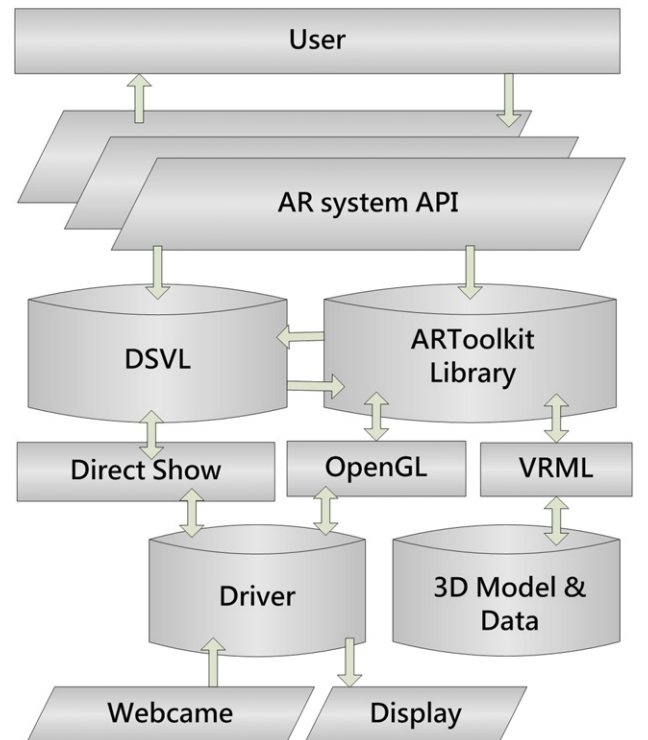 User
AR system API
DSVL
ARToolkit
Library
Direct Show
OpenGL
VRML
Driver
3D Model &
Data
Webcame
Display